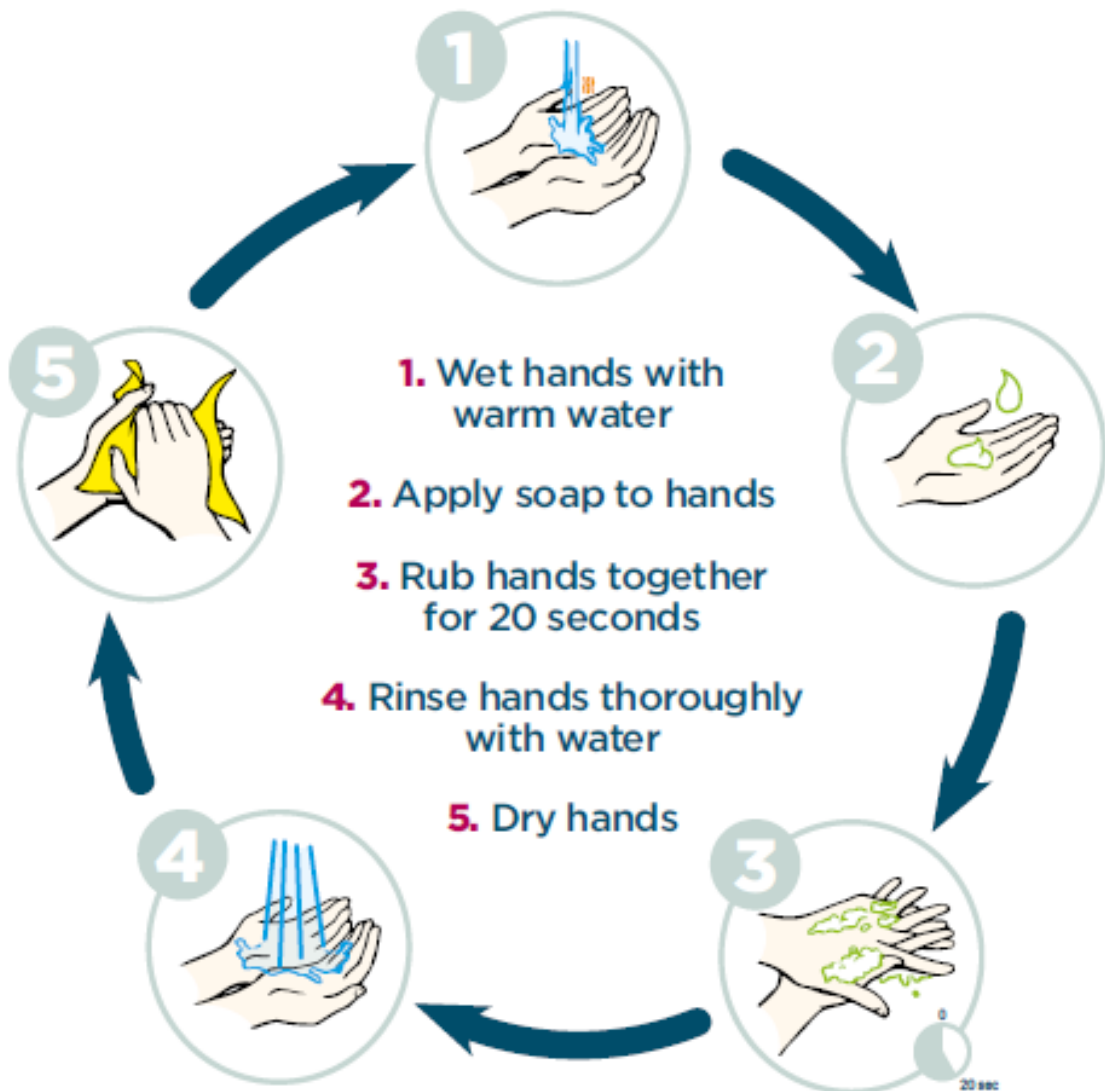 1
2
5
1. Wet hands with
warm water
2. Apply soap to hands
3. Rub hands together
for 20 seconds
4. Rinse hands thoroughly
with water
5. Dry hands
4
3
0
20 sec